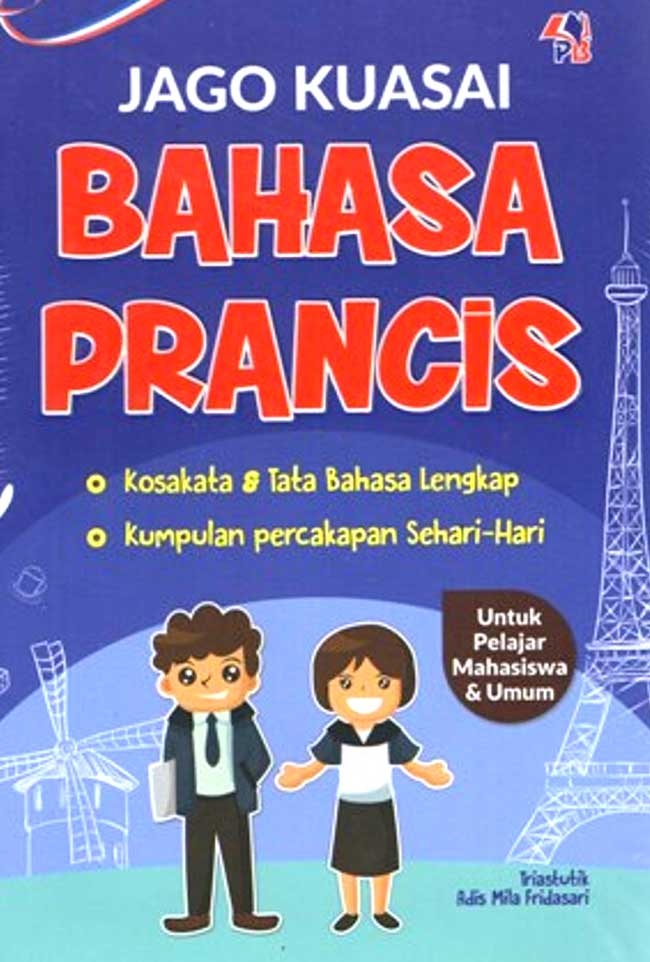 PB
JAGO KUASAI
BAHASA
PRANCIS
Kosakata & Tata Bahasa Lengkap
Kumpulan percakapan Sehari-Hari
Untuk
Pelajar
Mahasiswa
& Umum
Triastutik
Adis Mila Fridasari